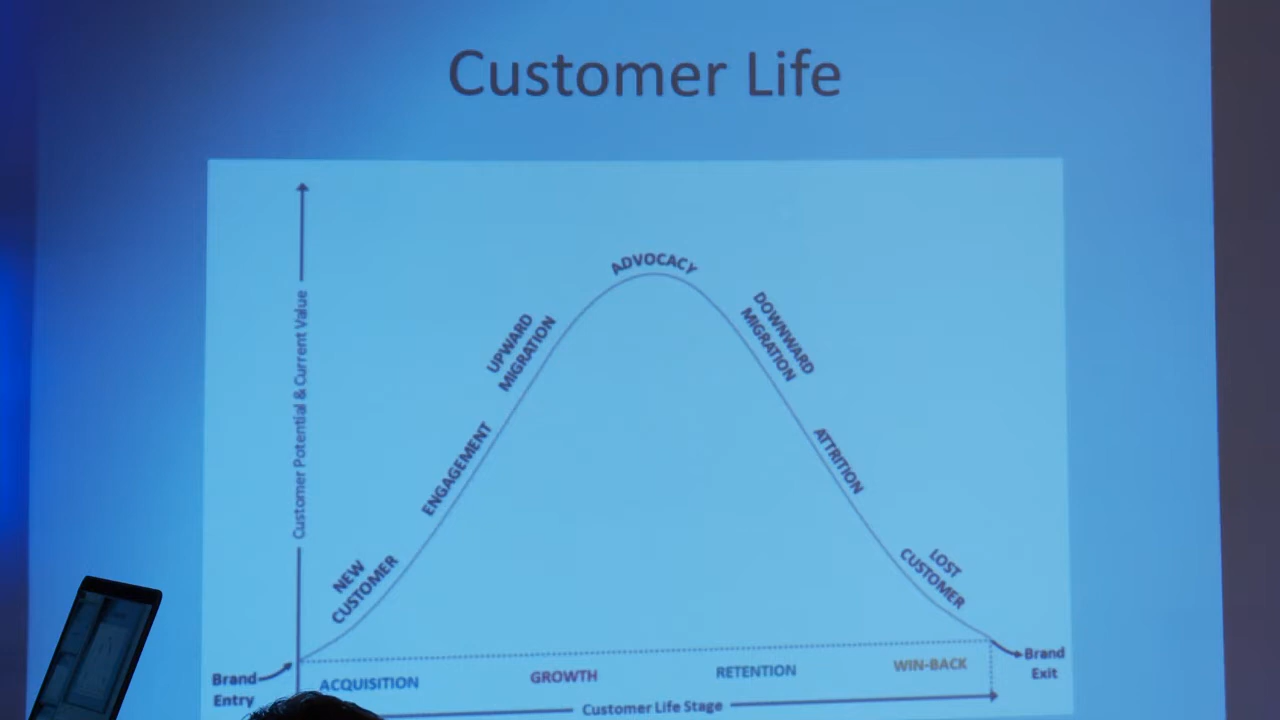 Customer Life
Customer Potential & Current Value
ADVOCACY
UPWARD
MIGRATION
DOWNWARD
MIGRATION
ENGAGEMENT
ATTRITION
NEW
CUSTOMER
LOST
CUSTOMER
Brand
Entry
ACQUISITION
GROWTH
RETENTION
WIN-BACK
Brand
Exit
Customer Life Stage